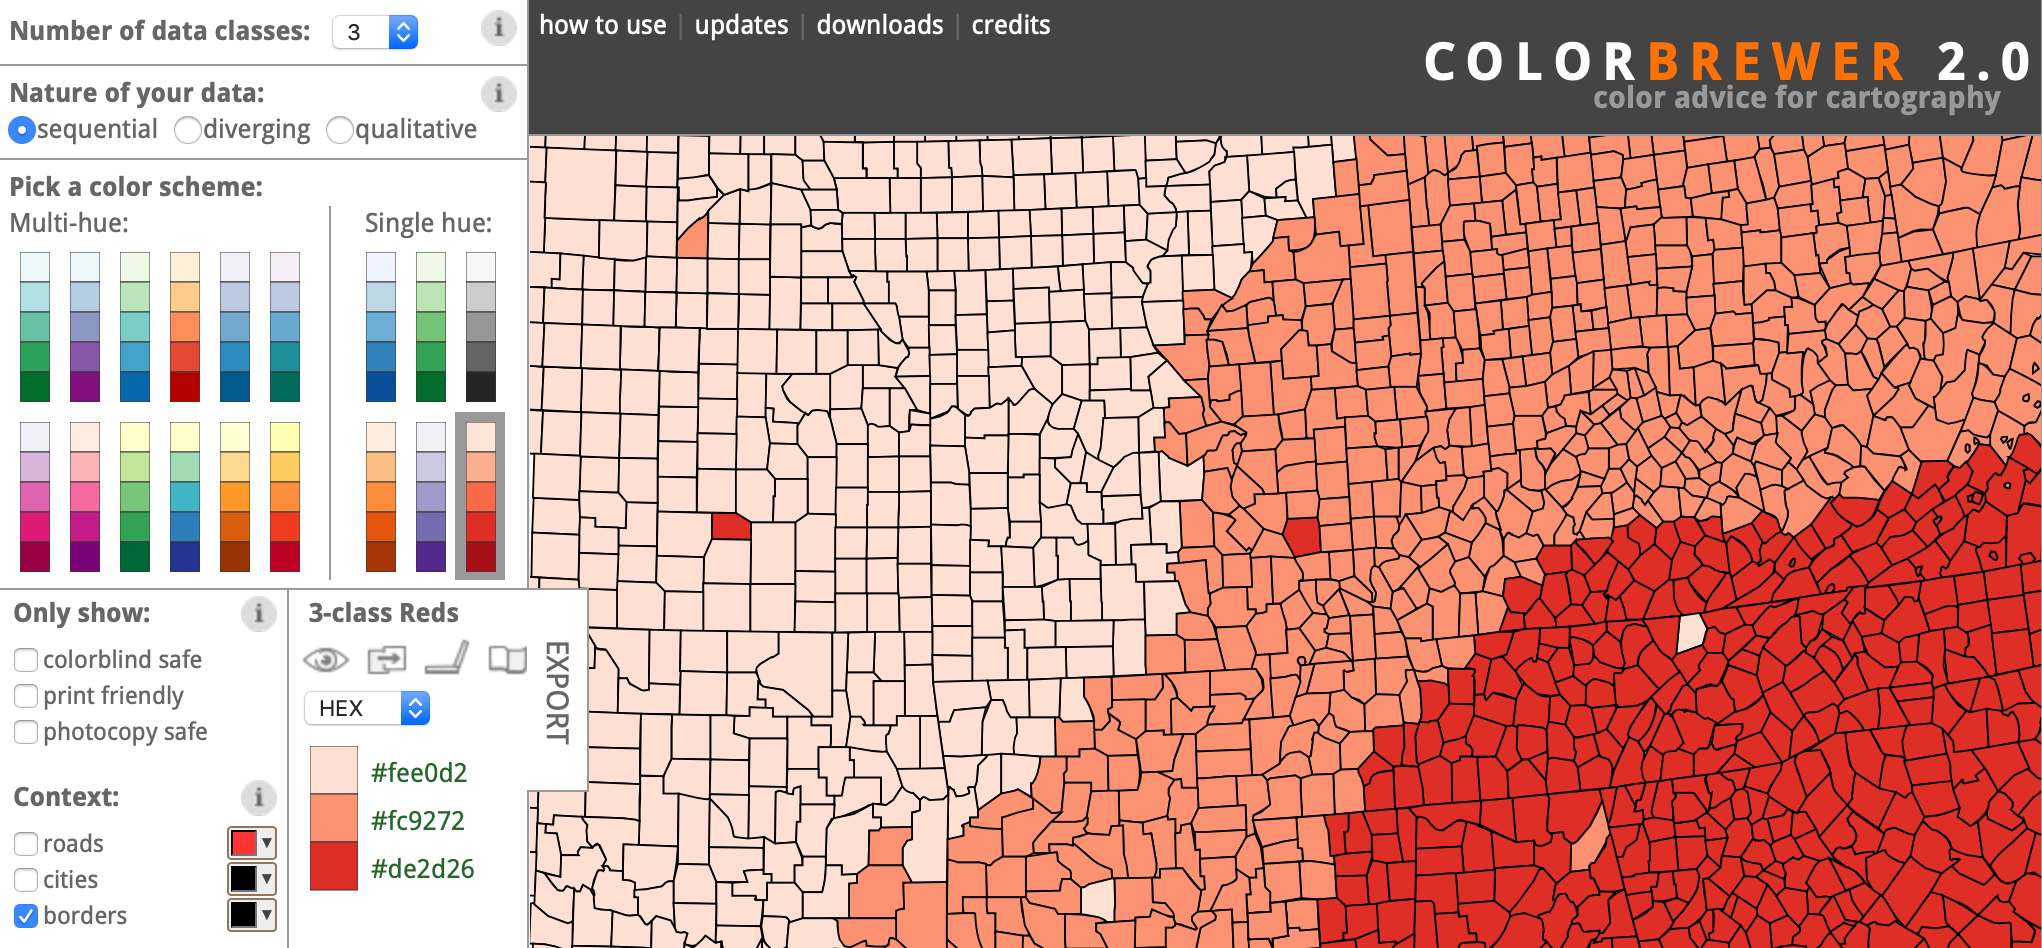 Number of data classes: 3 i
how to use | updates | downloads | credits
COLORBREWER 2.0
color advice for cartography
Nature of your data: i
sequential diverging qualitative
Pick a color scheme:
Multi-hue: Single hue:
Only show: i
colorblind safe
print friendly
photocopy safe
Context: i
roads
cities
borders
3-class Reds
HEX
#fee0d2
#fc9272
#de2d26
EXPORT